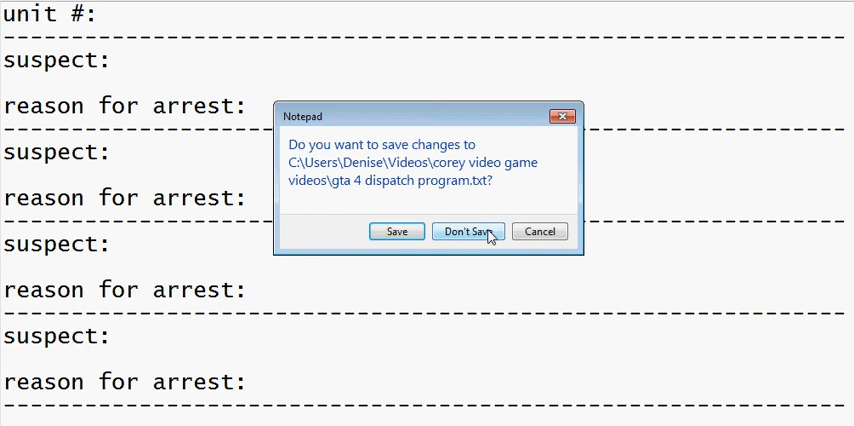 unit #:
--------------------------------------------------------------------------
suspect:
reason for arrest:
--------------------------------------------------------------------------
suspect:
reason for arrest:
--------------------------------------------------------------------------
suspect:
reason for arrest:
--------------------------------------------------------------------------
suspect:
reason for arrest:
--------------------------------------------------------------------------
Notepad
Do you want to save changes to
C:\Users\Denise\Videos\corey video game
videos\gta 4 dispatch program.txt?
Save Don't Save Cancel